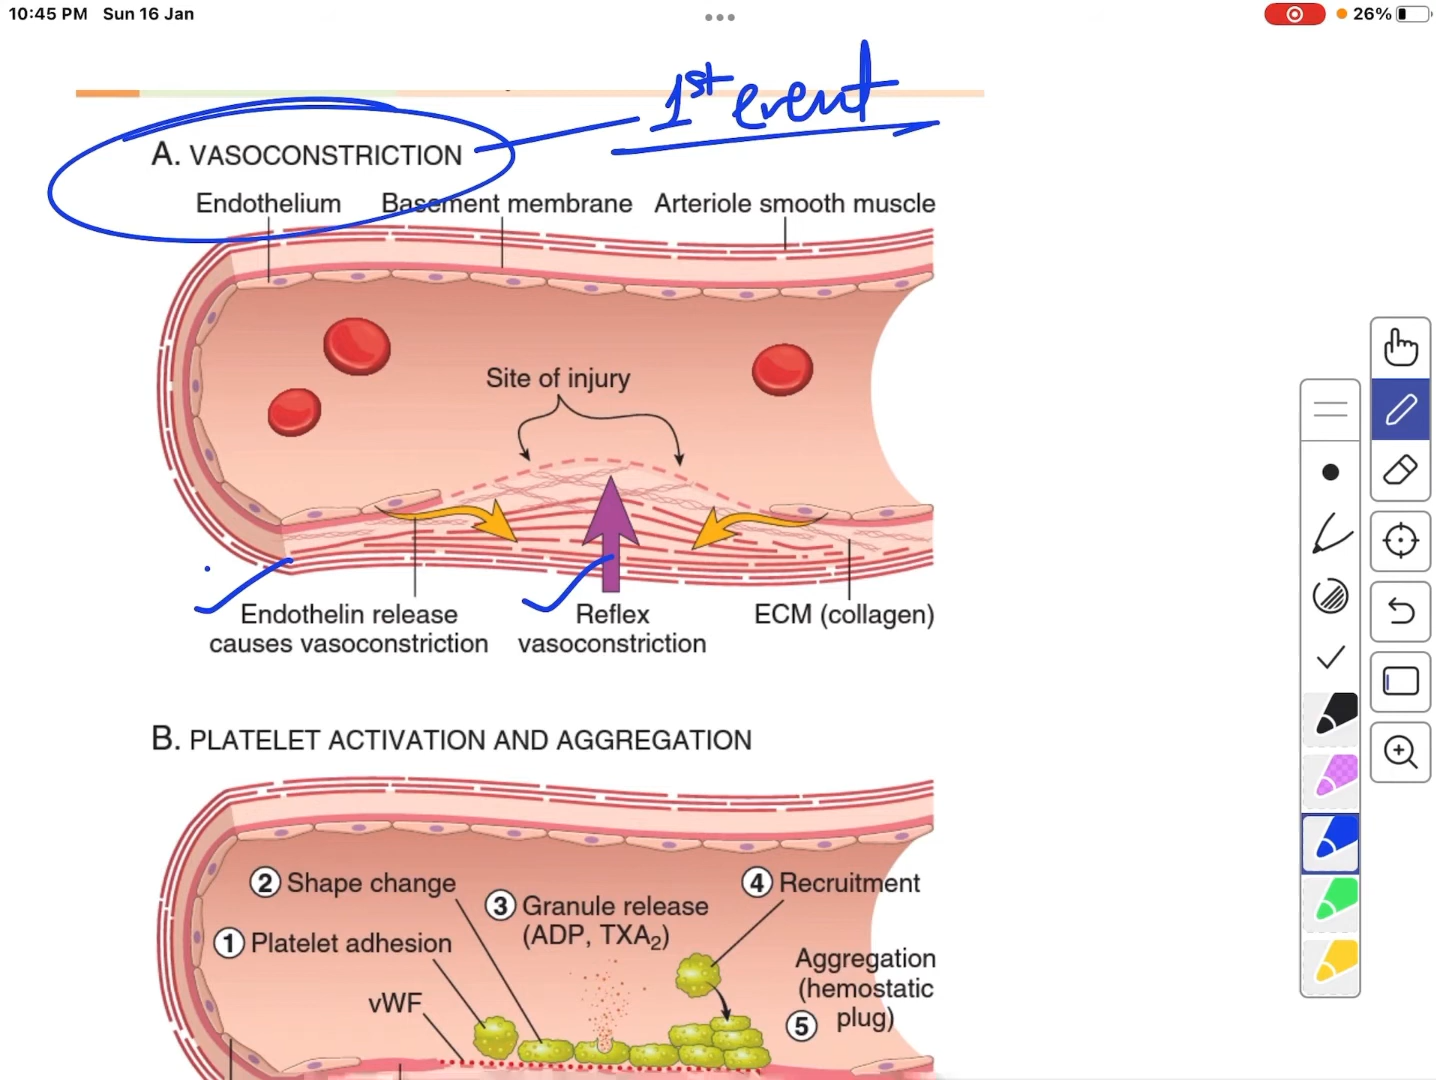 10:45 PM Sun 16 Jan
26%
1st event
A. VASOCONSTRICTION
Endothelium Basement membrane Arteriole smooth muscle
Site of injury
Endothelin release
causes vasoconstriction
Reflex
vasoconstriction
ECM (collagen)
B. PLATELET ACTIVATION AND AGGREGATION
2 Shape change
4 Recruitment
3 Granule release
(ADP, TXA₂)
1 Platelet adhesion
Aggregation
(hemostatic
5 plug)
vWF